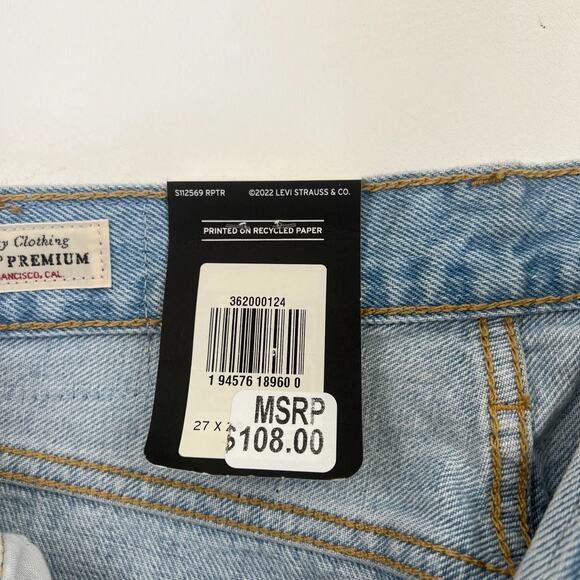 S112569 RPTR ©2022 LEVI STRAUSS & CO.
PRINTED ON RECYCLED PAPER
Clothing
PREMIUM
CAL.
362000124
1 94576 18960 0
27 X
MSRP
$108.00